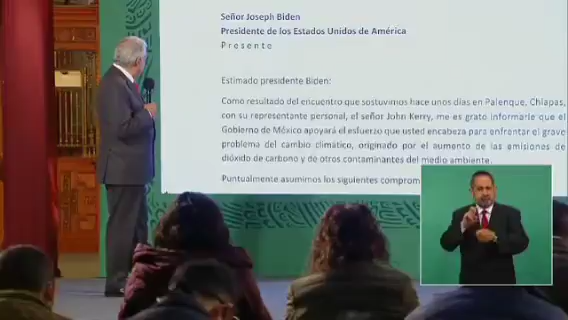 Señor Joseph Biden
Presidente de los Estados Unidos de América
Presente
Estimado presidente Biden:
Como resultado del encuentro que sostuvimos hace unos días en Palenque, Chiapas,
con su representante personal, el señor John Kerry, me es grato informarle que el
Gobierno de México apoyará el esfuerzo que usted encabeza para enfrentar el grave
problema del cambio climático, originado por el aumento de las emisiones de
dióxido de carbono y de otros contaminantes del medio ambiente.
Puntualmente asumimos los siguientes comprom